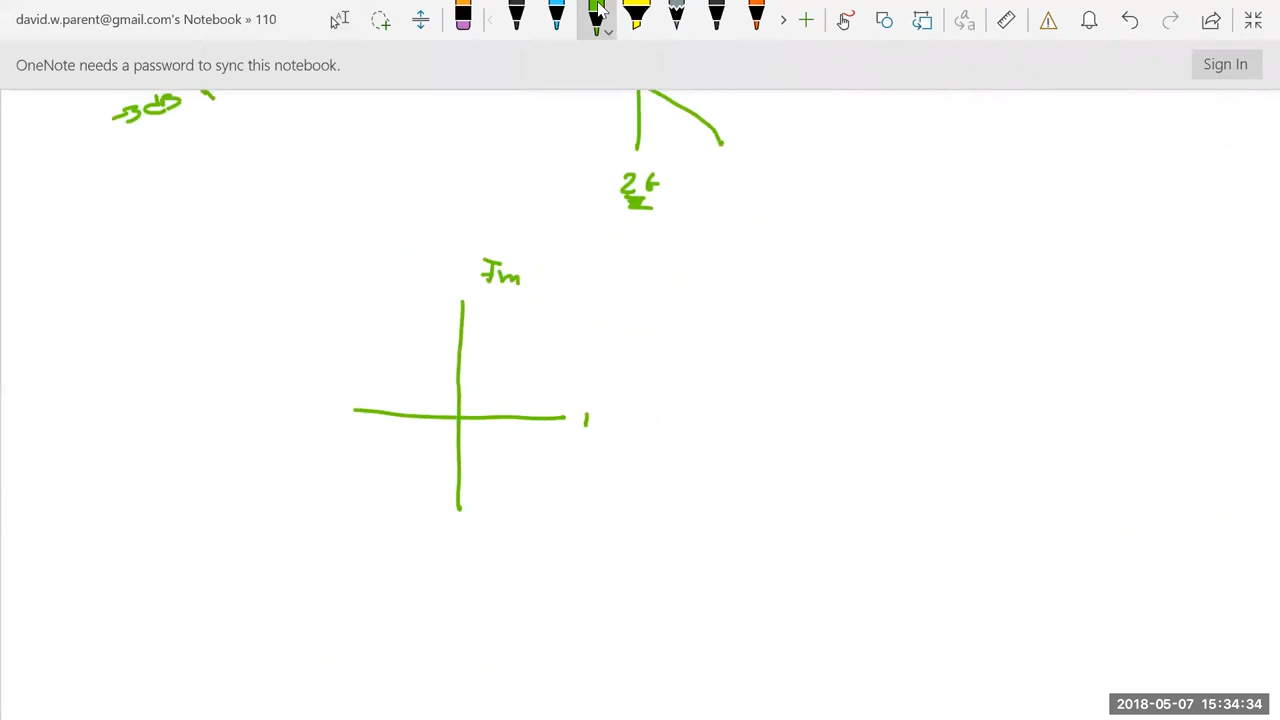 david.w.parent@gmail.com's Notebook » 110
OneNote needs a password to sync this notebook.
Sign In
-3dB
Im
2018-05-07 15:34:34